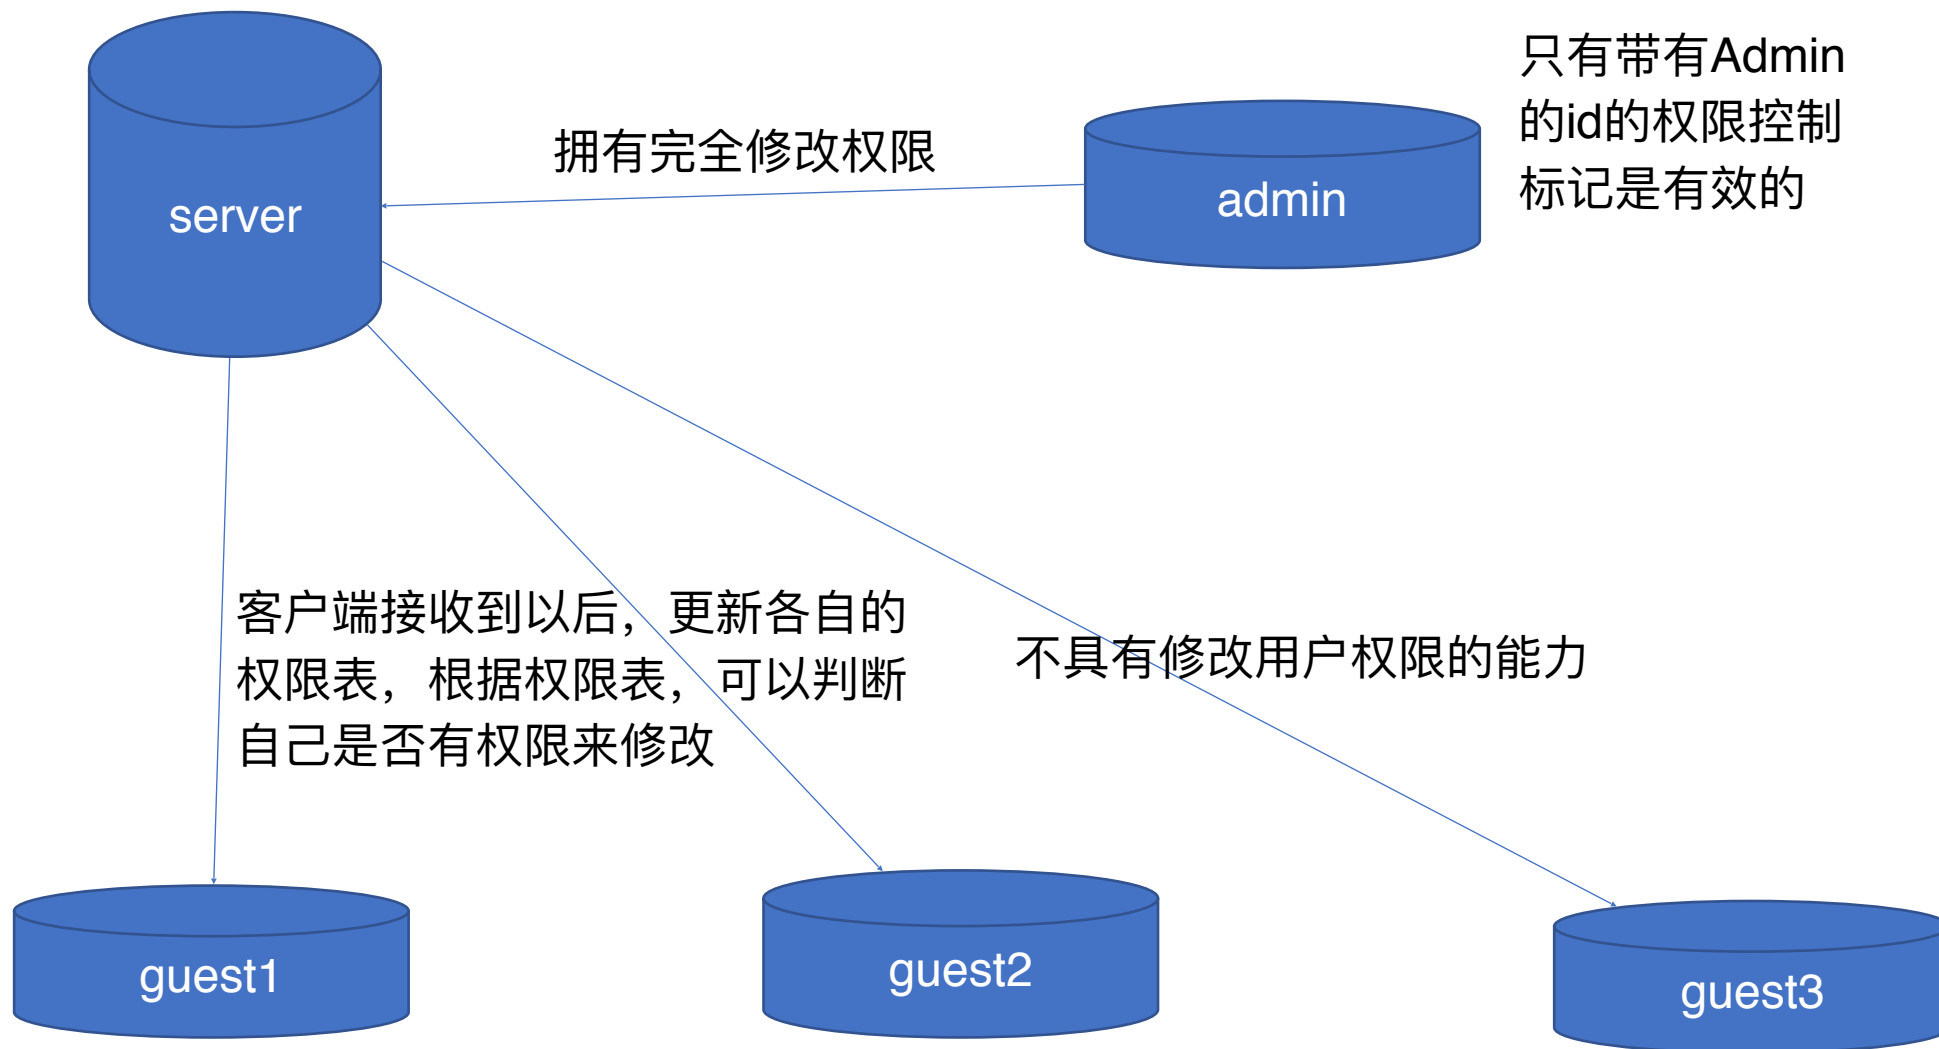 只有带有Admin
的id的权限控制
标记是有效的
拥有完全修改权限
server
admin
客户端接收到以后，更新各自的
权限表，根据权限表，可以判断
自己是否有权限来修改
不具有修改用户权限的能力
guest1
guest2
guest3